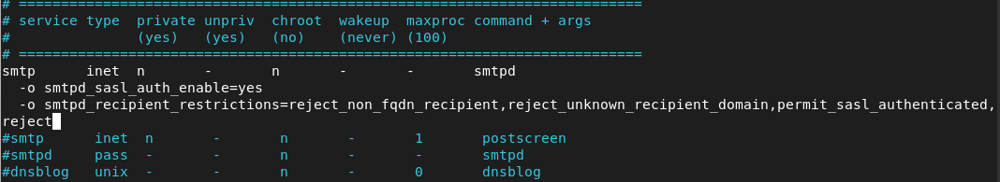 # ==========================================================================
# service type  private unpriv  chroot  wakeup  maxproc command + args
#               (yes)   (yes)   (no)    (never) (100)
# ==========================================================================
smtp      inet  n       -       n       -       -       smtpd
  -o smtpd_sasl_auth_enable=yes
  -o smtpd_recipient_restrictions=reject_non_fqdn_recipient,reject_unknown_recipient_domain,permit_sasl_authenticated,
reject
#smtp      inet  n       -       n       -       1       postscreen
#smtpd     pass  -       -       n       -       -       smtpd
#dnsblog   unix  -       -       n       -       0       dnsblog